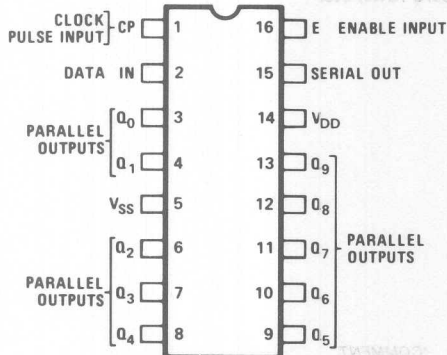 CLOCK
PULSE INPUT CP 1 16 E ENABLE INPUT
DATA IN 2 15 SERIAL OUT
Q0 3 14 VDD
PARALLEL
OUTPUTS
Q1 4 13 Q9
VSS 5 12 Q8
Q2 6 11 Q7
PARALLEL
OUTPUTS
PARALLEL
OUTPUTS
Q3 7 10 Q6
Q4 8 9 Q5